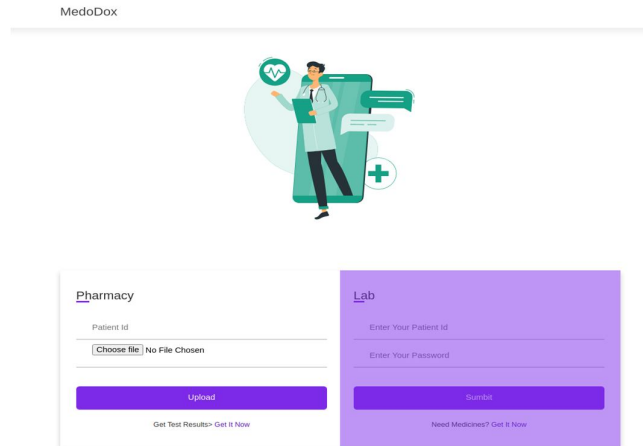 MedoDox
Pharmacy
Patient Id
Choose file No File Chosen
Upload
Get Test Results> Get It Now
Lab
Enter Your Patient Id
Enter Your Password
Sumbit
Need Medicines? Get It Now